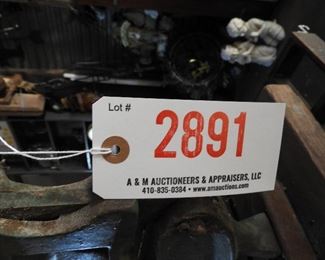 Lot #
2891
A & M AUCTIONEERS & APPRAISERS, LLC
410-835-0384 • www.amauctions.com